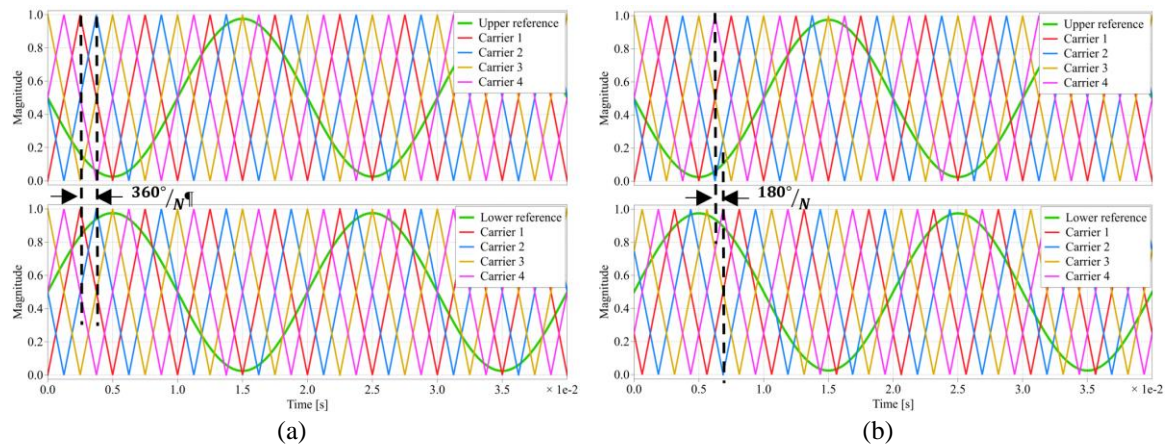 (a)
Magnitude
1.0
0.8
0.6
0.4
0.2
0.0
Upper reference
Carrier 1
Carrier 2
Carrier 3
Carrier 4
360°/N¶
Magnitude
1.0
0.8
0.6
0.4
0.2
0.0
Lower reference
Carrier 1
Carrier 2
Carrier 3
Carrier 4
0.0 0.5 1.0 1.5 2.0 2.5 3.0 3.5 × 1e-2
Time [s]
(a)
(b)
Magnitude
1.0
0.8
0.6
0.4
0.2
0.0
Upper reference
Carrier 1
Carrier 2
Carrier 3
Carrier 4
180°/N
Magnitude
1.0
0.8
0.6
0.4
0.2
0.0
Lower reference
Carrier 1
Carrier 2
Carrier 3
Carrier 4
0.0 0.5 1.0 1.5 2.0 2.5 3.0 3.5 × 1e-2
Time [s]
(b)